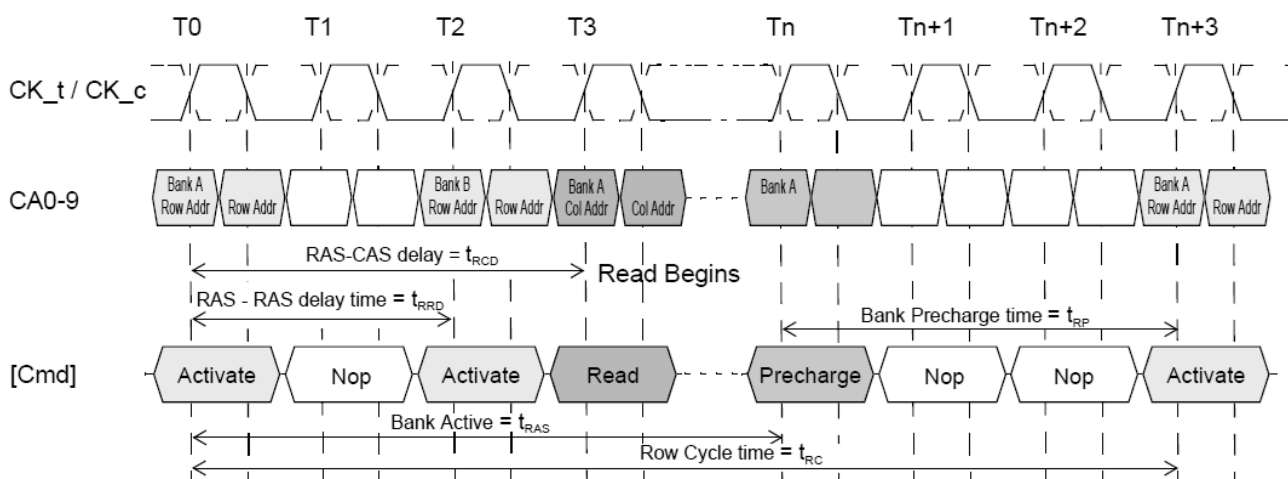 T0 T1 T2 T3 Tn Tn+1 Tn+2 Tn+3
CK_t / CK_c
CA0-9
Bank A
Row Addr
Row Addr
Bank B
Row Addr
Row Addr
Bank A
Col Addr
Col Addr
Bank A
Bank A
Row Addr
Row Addr
RAS-CAS delay = tRCD
Read Begins
RAS - RAS delay time = tRRD
Bank Precharge time = tRP
[Cmd] Activate Nop Activate Read Precharge Nop Nop Activate
Bank Active = tRAS
Row Cycle time = tRC